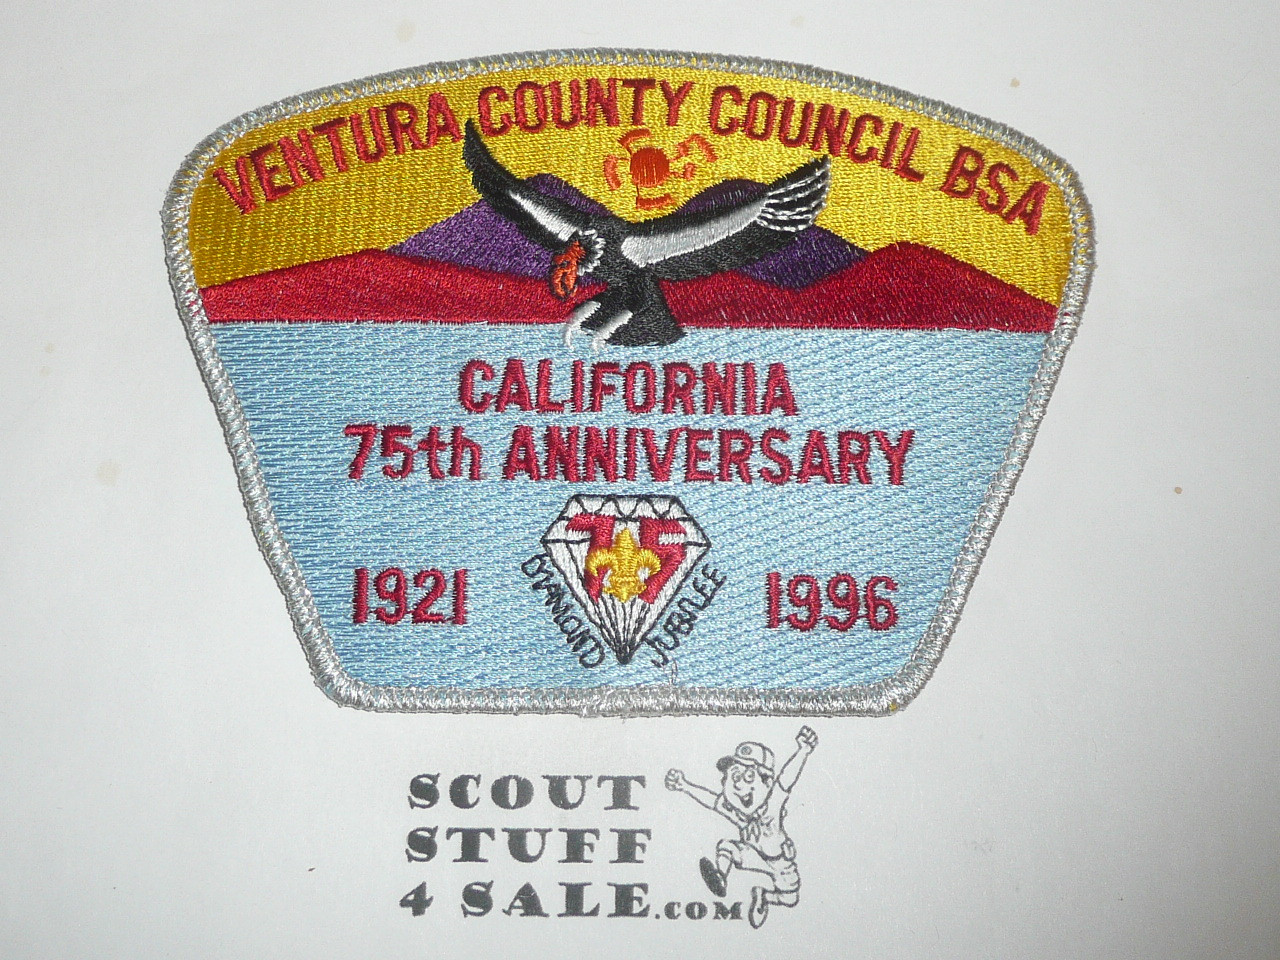 VENTURA COUNTY COUNCIL BSA
CALIFORNIA
75th ANNIVERSARY
75
1921
1996
DIAMOND JUBILEE
SCOUT
STUFF
4 SALE.COM